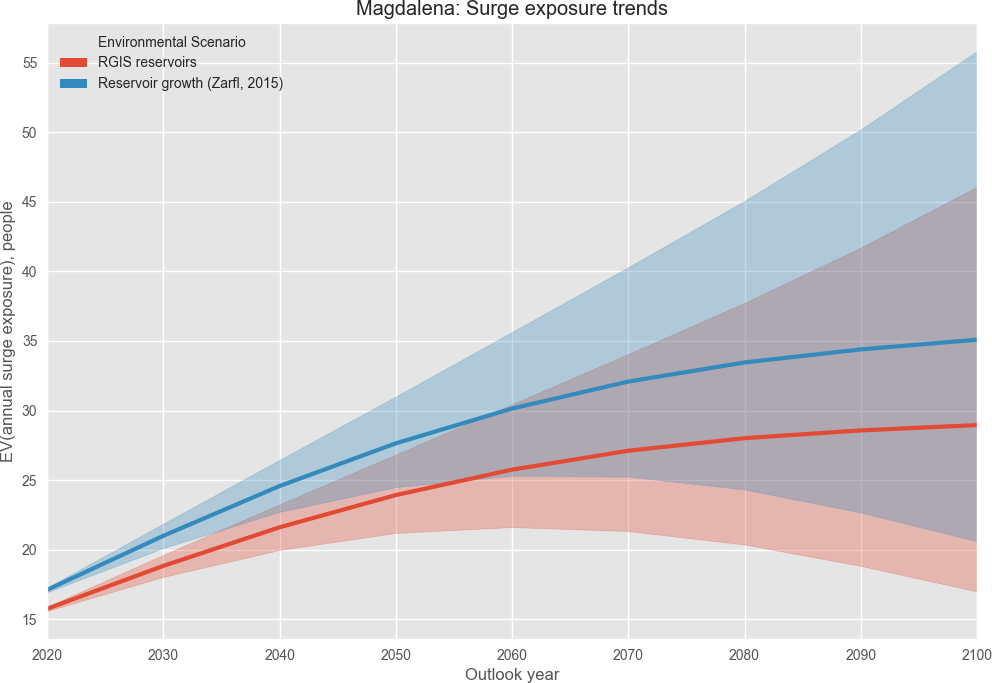 Magdalena: Surge exposure trends
Environmental Scenario
RGIS reservoirs
Reservoir growth (Zarfl, 2015)
EV(annual surge exposure), people
55
50
45
40
35
30
25
20
15
2020 2030 2040 2050 2060 2070 2080 2090 2100
Outlook year